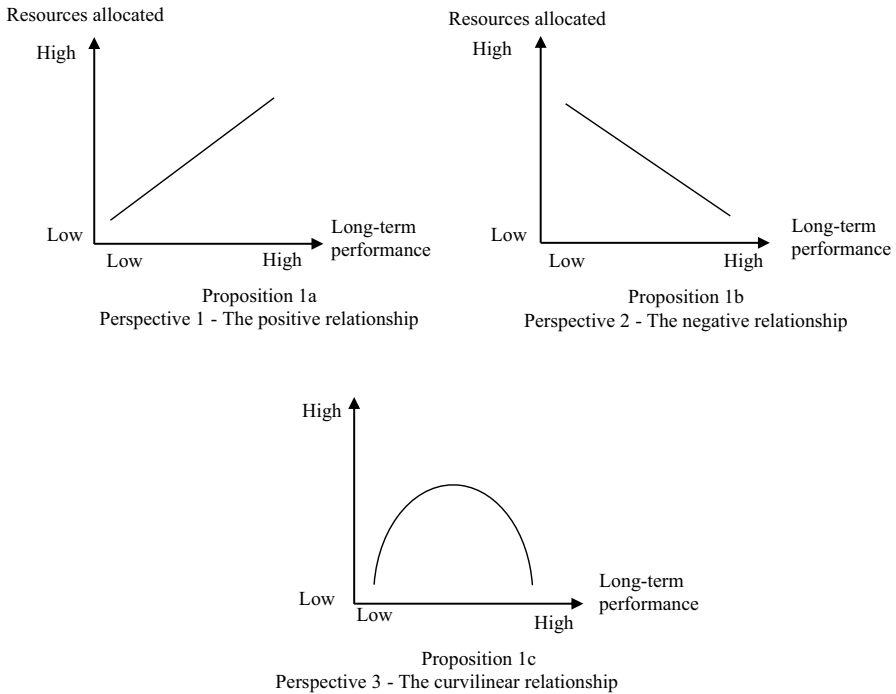 Resources allocated
High
Low
Low
High
Long-term
performance
Proposition 1a
Perspective 1 - The positive relationship
Resources allocated
High
Low
Low
High
Long-term
performance
Proposition 1b
Perspective 2 - The negative relationship
High
Low
Low
High
Long-term
performance
Proposition 1c
Perspective 3 - The curvilinear relationship